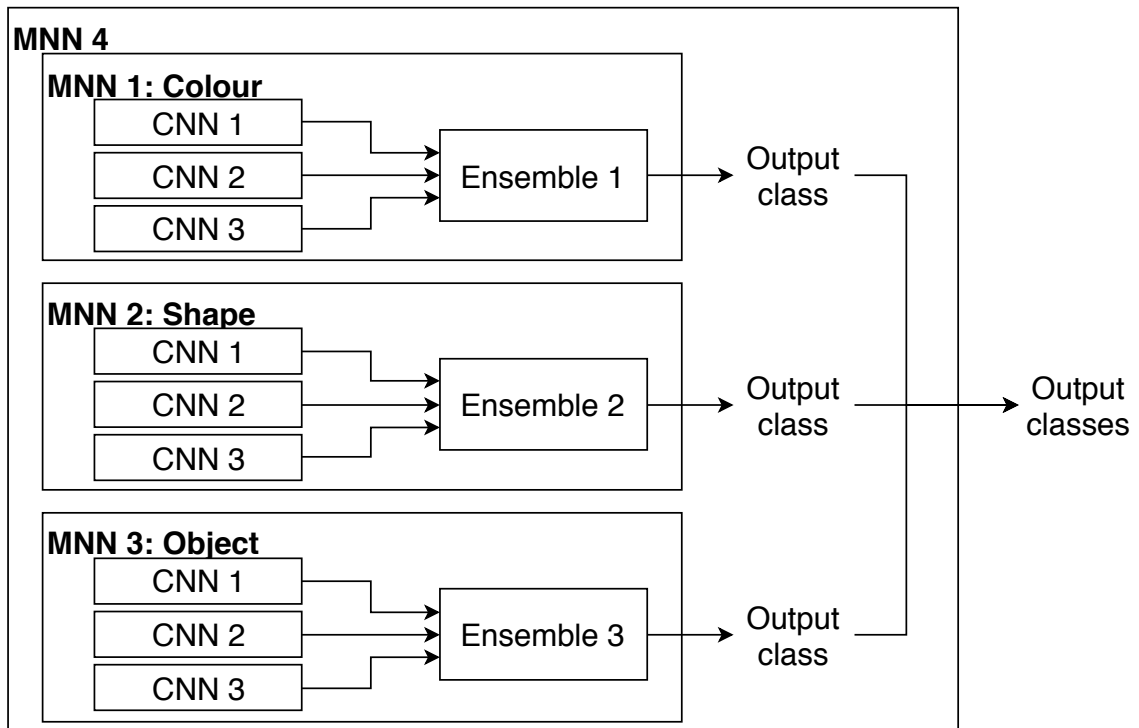 MNN 4
MNN 1: Colour
CNN 1
CNN 2
CNN 3
Ensemble 1
Output
class
MNN 2: Shape
CNN 1
CNN 2
CNN 3
Ensemble 2
Output
class
MNN 3: Object
CNN 1
CNN 2
CNN 3
Ensemble 3
Output
class
Output
classes